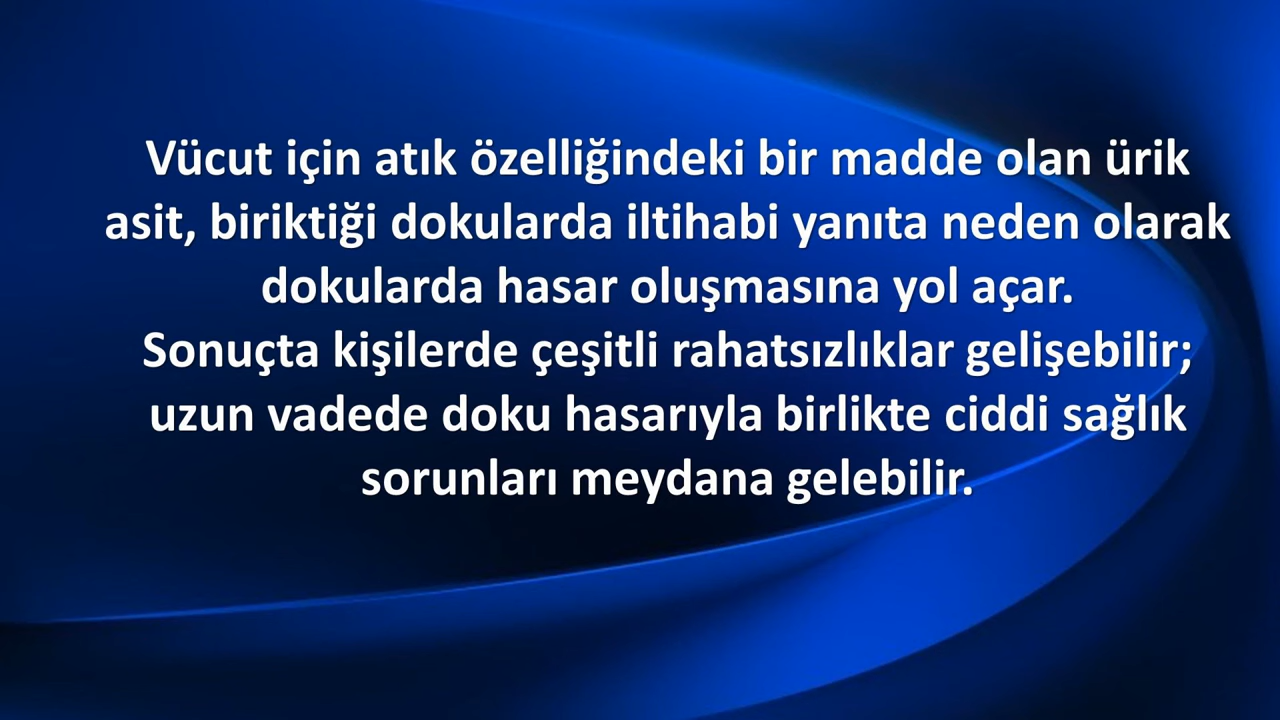 Vücut için atık özelliğindeki bir madde olan ürik
asit, biriktiği dokularda iltihabi yanıta neden olarak
dokularda hasar oluşmasına yol açar.
Sonuçta kişilerde çeşitli rahatsızlıklar gelişebilir;
uzun vadede doku hasarıyla birlikte ciddi sağlık
sorunları meydana gelebilir.